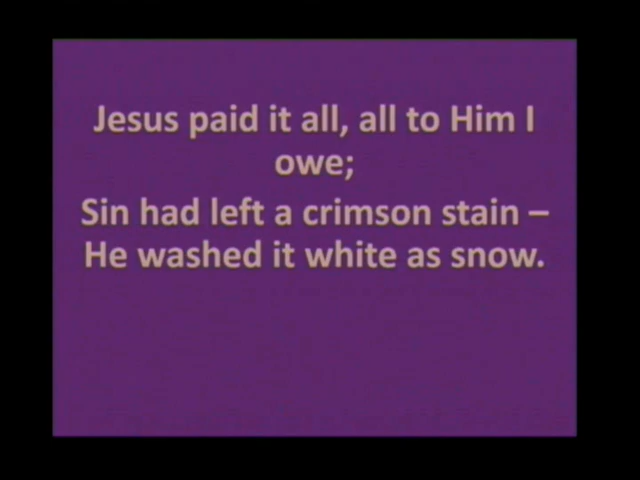 Jesus paid it all, all to Him I
owe;
Sin had left a crimson stain –
He washed it white as snow.